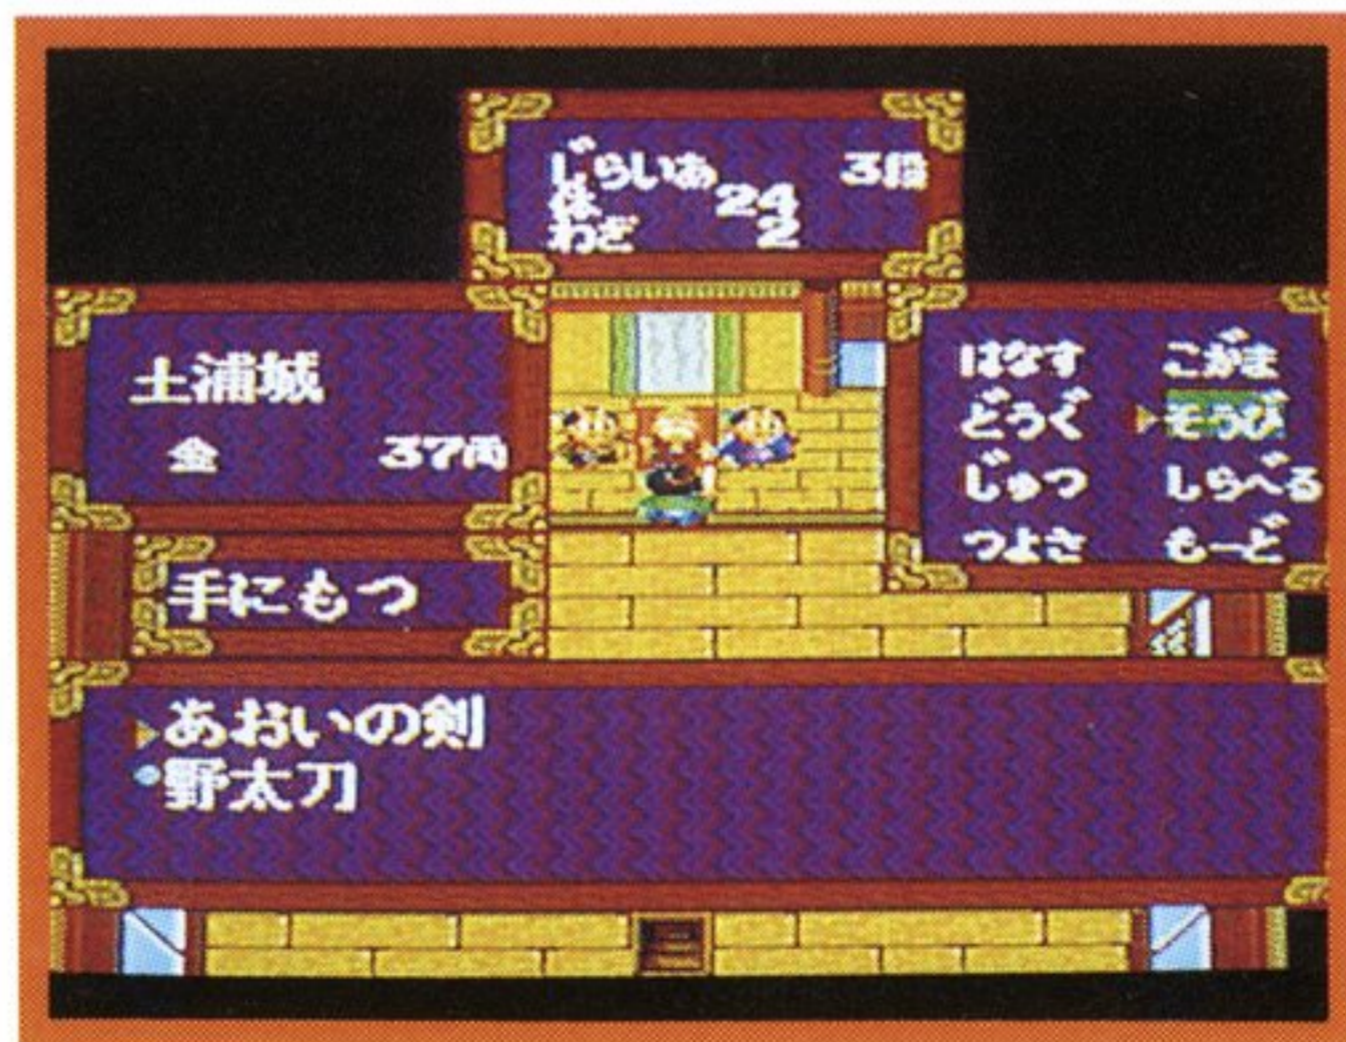 じらいあ 3段
体 24
わざ 2
土浦城
金 37両
はなす こがま
どうぐ そうび
じゅつ しらべる
つよさ もーど
手にもつ
あおいの剣
野太刀